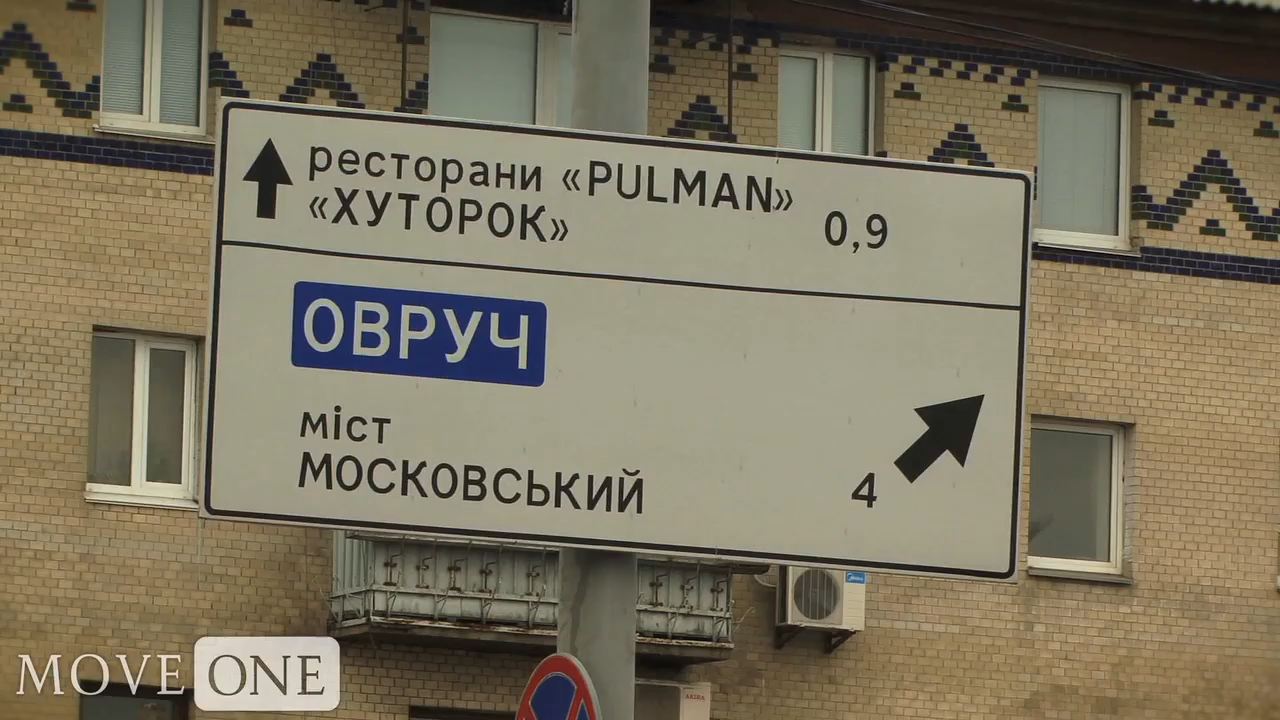 ресторани «PULMAN»
«ХУТОРОК» 0,9
ОВРУЧ
міст
МОСКОВСЬКИЙ 4
MOVE ONE